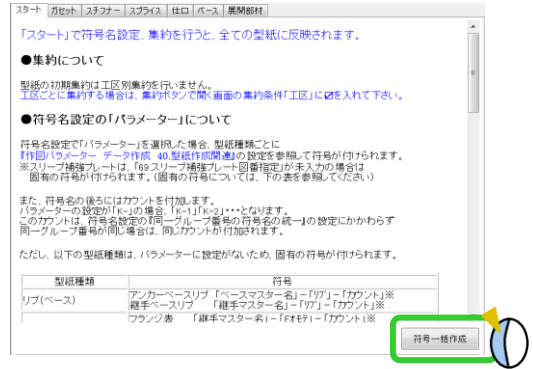 スタート ガセット スチフナー スプライス 仕口 ベース 展開部材
「スタート」で符号名設定、集約を行うと、全ての型紙に反映されます。
●集約について
型紙の初期集約は工区別集約を行いません。
工区ごとに集約する場合は、集約ボタンで開く画面の集約条件「工区」に☑を入れて下さい。
●符号名設定の「パラメーター」について
符号名設定で「パラメーター」を選択した場合、型紙種類ごとに
『作図パラメーター データ作成 40.型紙作成関連』の設定を参照して符号が付けられます。
※スリーブ補強プレートは、「69.スリーブ補強プレート図番指定」が未入力の場合は
固有の符号が付けられます。(固有の符号については、下の表を参照してください)
また、符号名の後ろにはカウントを付加します。
パラメーターの設定が「K-」の場合、「K-1」「K-2」・・・となります。
このカウントは、符号名設定の『同一グループ番号の符号名の統一』の設定にかかわらず
同一グループ番号が同じ場合は、同じカウントが付加されます。
ただし、以下の型紙種類は、パラメーターに設定がないため、固有の符号が付けられます。
型紙種類 符号
リブ(ベース) アンカーベースリブ 「ベースマスター名」-「リブ」-「カウント」※
継手ベースリブ 「継手マスター名」-「リブ」-「カウント」※
フランジ表 「継手マスター名」-「Fオモテ」-「カウント」※
符号一括作成